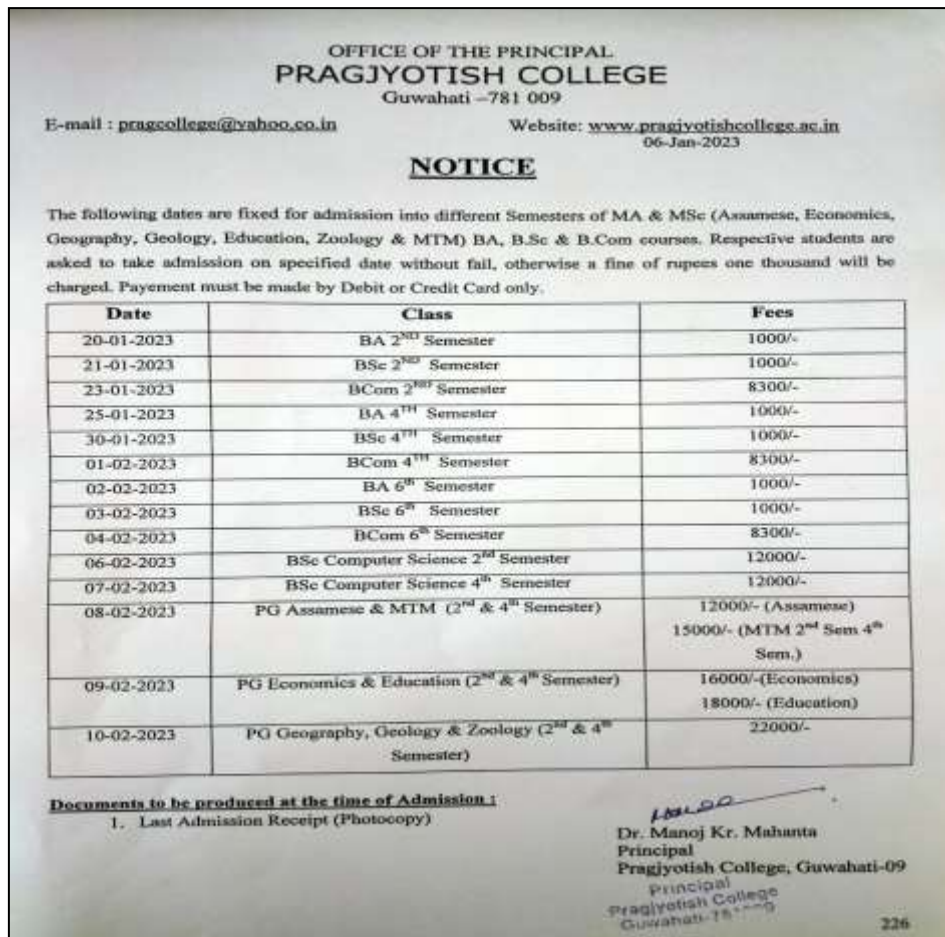 OFFICE OF THE PRINCIPAL
PRAGJYOTISH COLLEGE
Guwahati –781 009
E-mail : pragcollege@yahoo.co.in Website: www.pragjyotishcollege.ac.in
06-Jan-2023
NOTICE
The following dates are fixed for admission into different Semesters of MA & MSc (Assamese, Economics,
Geography, Geology, Education, Zoology & MTM) BA, B.Sc & B.Com courses. Respective students are
asked to take admission on specified date without fail, otherwise a fine of rupees one thousand will be
charged. Payement must be made by Debit or Credit Card only.
Date Class Fees
20-01-2023 BA 2ND Semester 1000/-
21-01-2023 BSc 2ND Semester 1000/-
23-01-2023 BCom 2ND Semester 8300/-
25-01-2023 BA 4TH Semester 1000/-
30-01-2023 BSc 4TH Semester 1000/-
01-02-2023 BCom 4TH Semester 8300/-
02-02-2023 BA 6th Semester 1000/-
03-02-2023 BSc 6th Semester 1000/-
04-02-2023 BCom 6th Semester 8300/-
06-02-2023 BSc Computer Science 2nd Semester 12000/-
07-02-2023 BSc Computer Science 4th Semester 12000/-
08-02-2023 PG Assamese & MTM (2nd & 4th Semester) 12000/- (Assamese)
15000/- (MTM 2nd Sem 4th
Sem.)
09-02-2023 PG Economics & Education (2nd & 4th Semester) 16000/-(Economics)
18000/- (Education)
10-02-2023 PG Geography, Geology & Zoology (2nd & 4th 22000/-
Semester)
Documents to be produced at the time of Admission :
1. Last Admission Receipt (Photocopy)
Dr. Manoj Kr. Mahanta
Principal
Pragjyotish College, Guwahati-09
Principal
Pragjyotish College
226